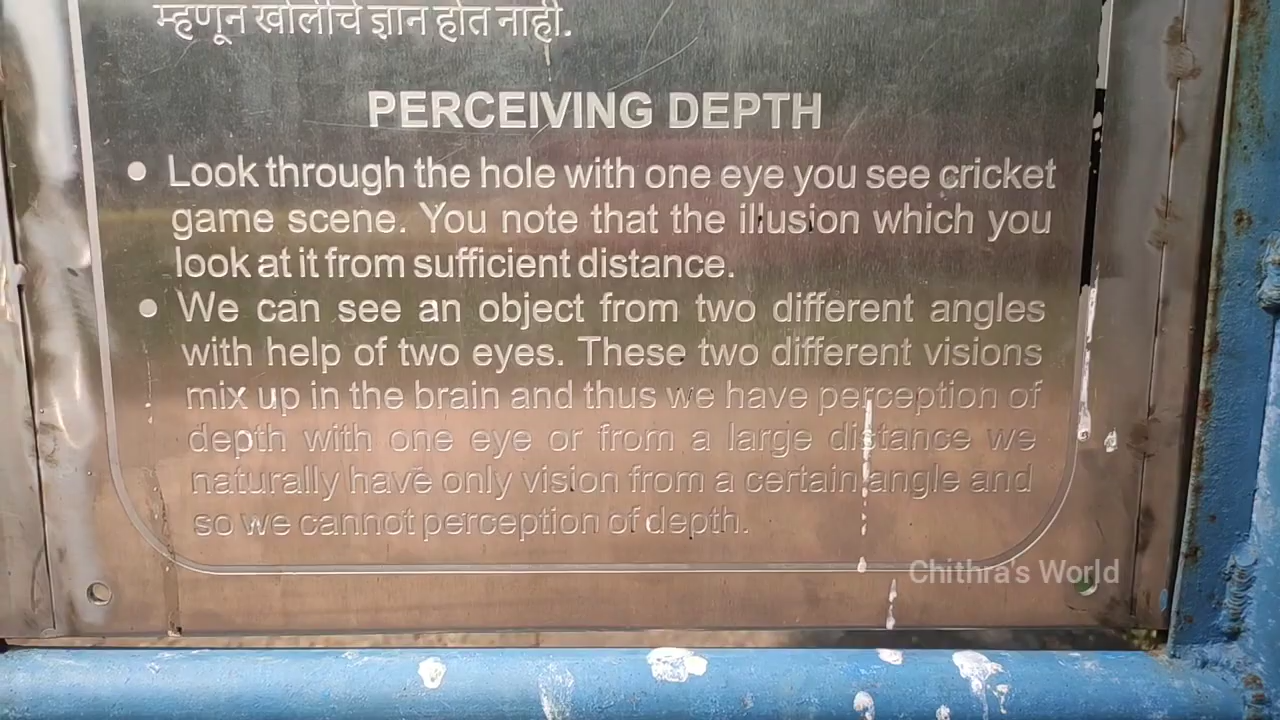 म्हणून खोलीचे ज्ञान होत नाही.
PERCEIVING DEPTH
• Look through the hole with one eye you see cricket
game scene. You note that the illusion which you
look at it from sufficient distance.
• We can see an object from two different angles
with help of two eyes. These two different visions
mix up in the brain and thus we have perception of
depth with one eye or from a large distance we
naturally have only vision from a certain angle and
so we cannot perception of depth.
Chithra's World